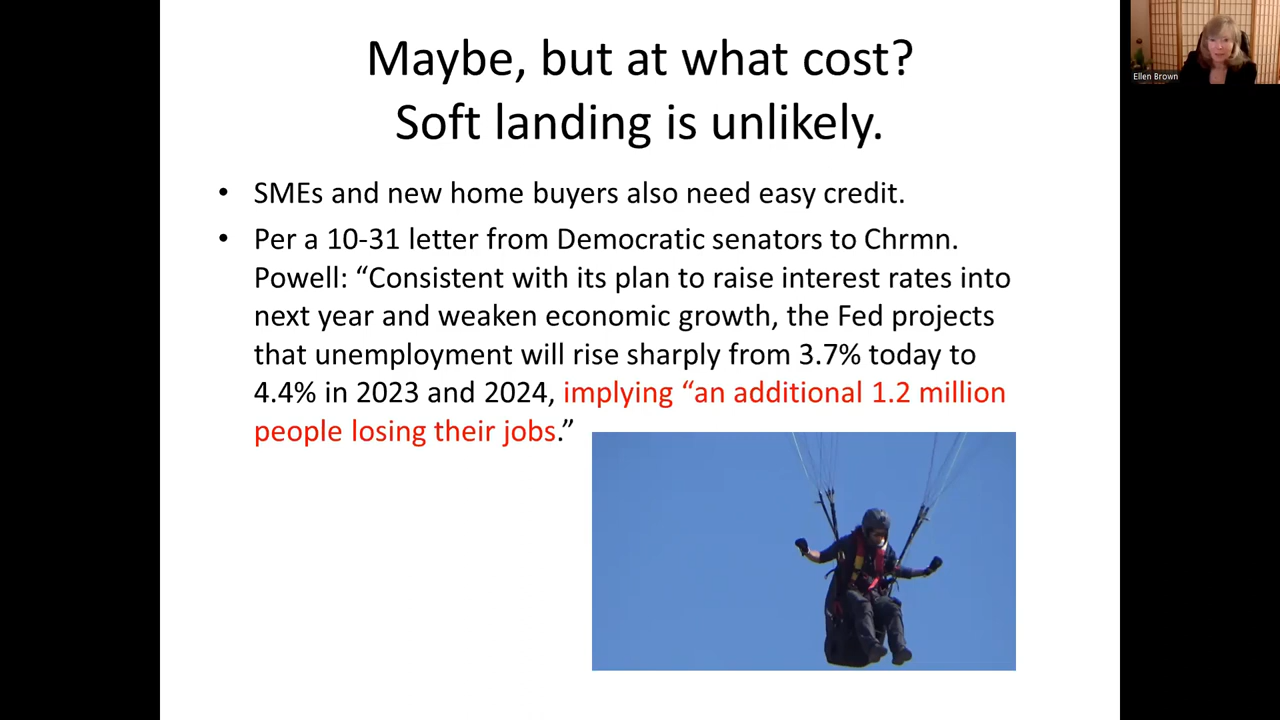 Maybe, but at what cost?
Soft landing is unlikely.
• SMEs and new home buyers also need easy credit.
• Per a 10-31 letter from Democratic senators to Chrmn.
Powell: “Consistent with its plan to raise interest rates into
next year and weaken economic growth, the Fed projects
that unemployment will rise sharply from 3.7% today to
4.4% in 2023 and 2024, implying “an additional 1.2 million
people losing their jobs.”
Ellen Brown